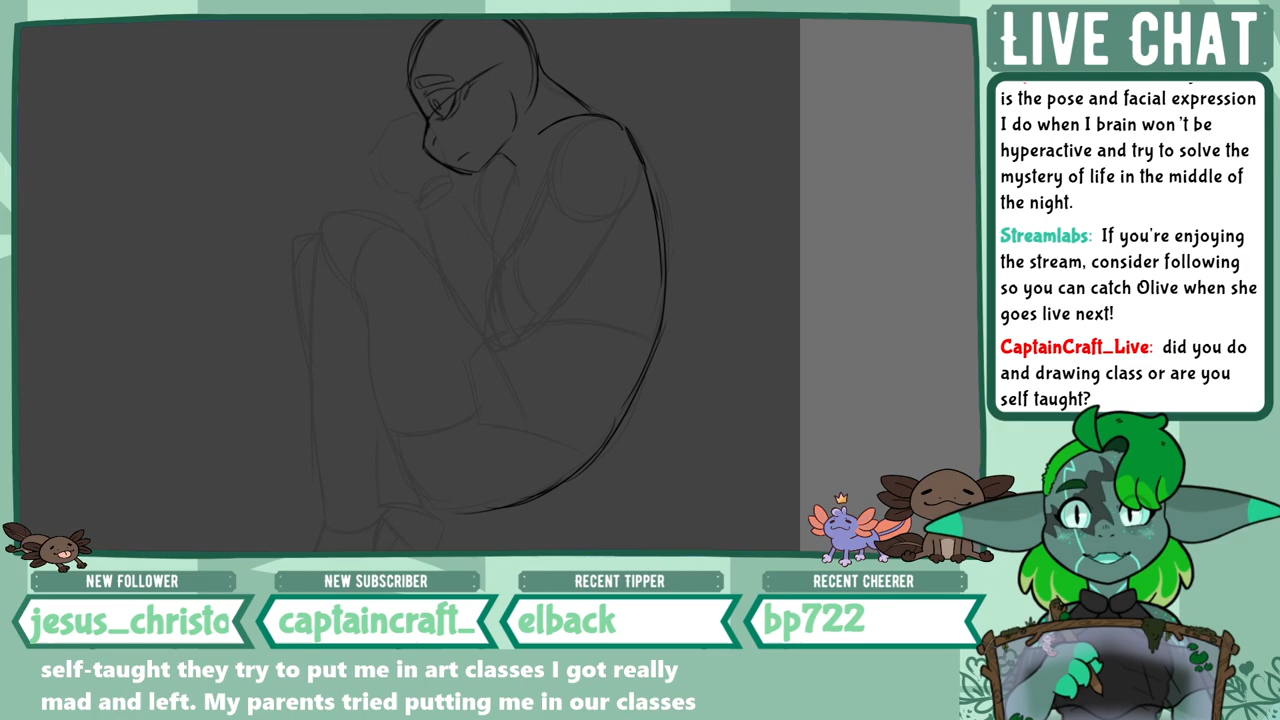 LIVE CHAT
is the pose and facial expression
I do when I brain won't be
hyperactive and try to solve the
mystery of life in the middle of
the night.
Streamlabs: If you're enjoying
the stream, consider following
so you can catch Olive when she
goes live next!
CaptainCraft_Live: did you do
and drawing class or are you
self taught?
NEW FOLLOWER
NEW SUBSCRIBER
RECENT TIPPER
RECENT CHEERER
jesus_christo
captaincraft_
elback
bp722
self-taught they try to put me in art classes I got really
mad and left. My parents tried putting me in our classes